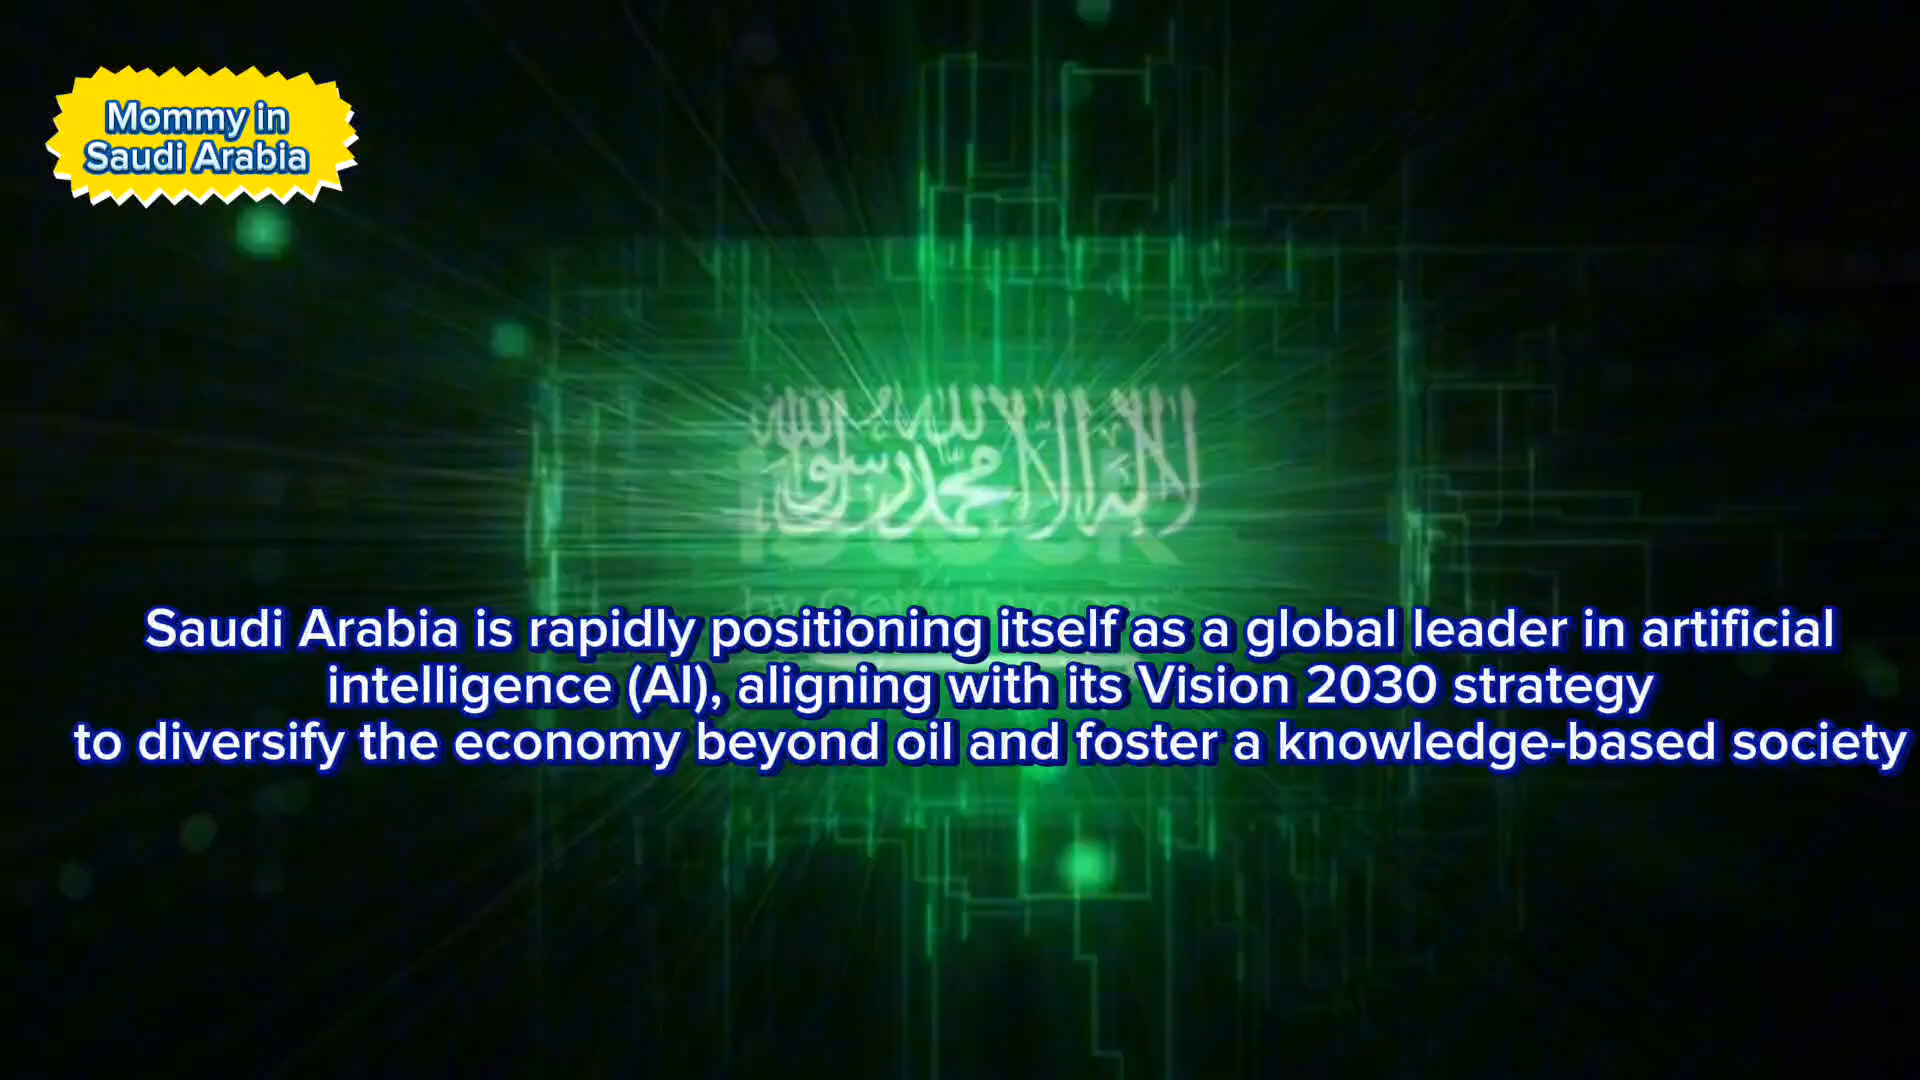 Mommy in
Saudi Arabia
لا إله إلا الله محمد رسول الله
iStock
Saudi Arabia is rapidly positioning itself as a global leader in artificial
intelligence (AI), aligning with its Vision 2030 strategy
to diversify the economy beyond oil and foster a knowledge-based society